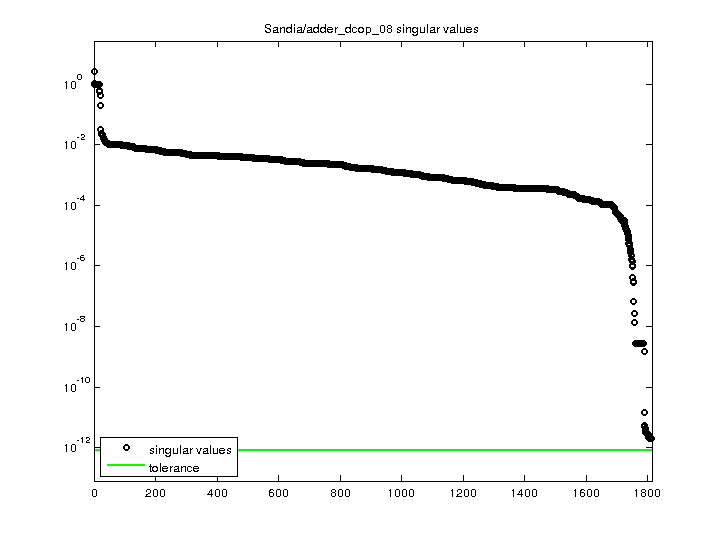 Sandia/adder_dcop_08 singular values
10^0
10^-2
10^-4
10^-6
10^-8
10^-10
10^-12
singular values
tolerance
0 200 400 600 800 1000 1200 1400 1600 1800